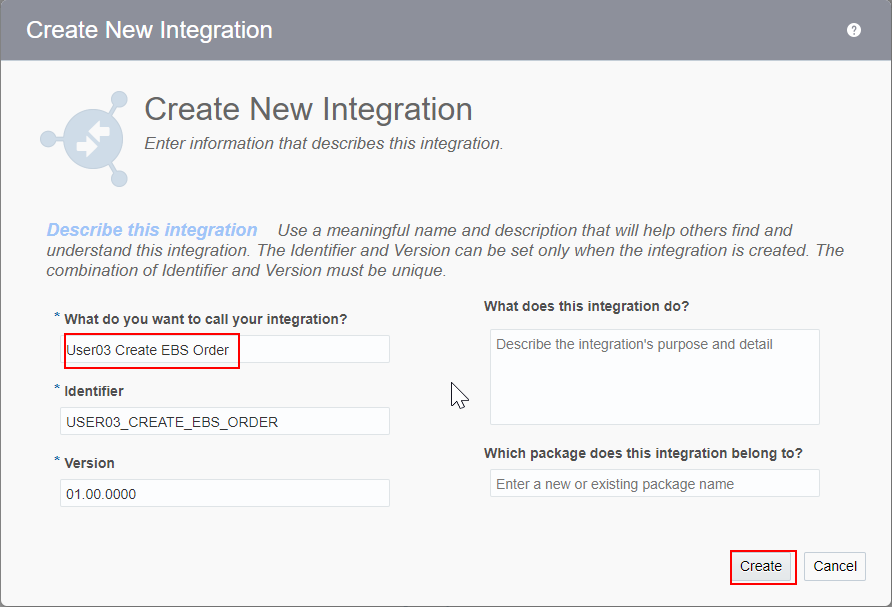 Create New Integration
?
Create New Integration
Enter information that describes this integration.
Describe this integration Use a meaningful name and description that will help others find and
understand this integration. The Identifier and Version can be set only when the integration is created. The
combination of Identifier and Version must be unique.
* What do you want to call your integration?
User03 Create EBS Order
* Identifier
USER03_CREATE_EBS_ORDER
* Version
01.00.0000
What does this integration do?
Describe the integration's purpose and detail
Which package does this integration belong to?
Enter a new or existing package name
Create Cancel